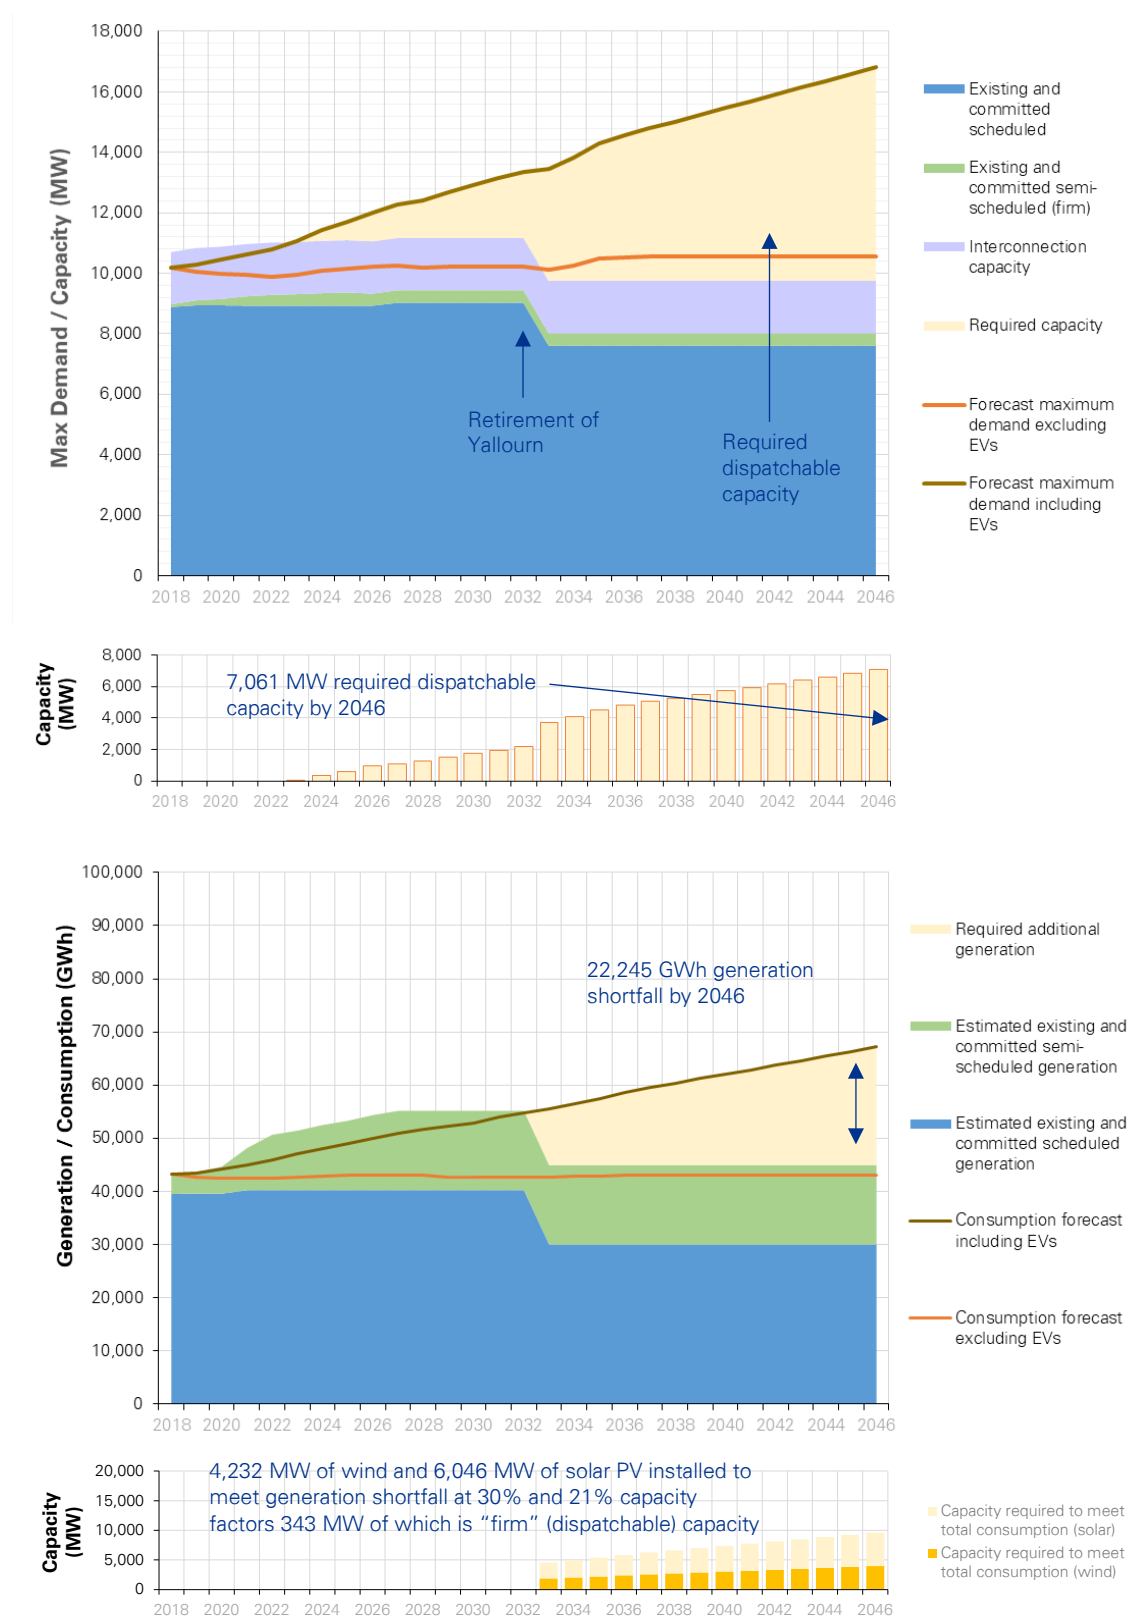 18,000
16,000
14,000
12,000
10,000
8,000
6,000
4,000
2,000
0
Max Demand / Capacity (MW)
2018 2020 2022 2024 2026 2028 2030 2032 2034 2036 2038 2040 2042 2044 2046
Retirement of
Yallourn
Required
dispatchable
capacity
Existing and
committed
scheduled
Existing and
committed semi-
scheduled (firm)
Interconnection
capacity
Required capacity
Forecast maximum
demand excluding
EVs
Forecast maximum
demand including
EVs
8,000
6,000
4,000
2,000
0
Capacity
(MW)
7,061 MW required dispatchable
capacity by 2046
2018 2020 2022 2024 2026 2028 2030 2032 2034 2036 2038 2040 2042 2044 2046
100,000
90,000
80,000
70,000
60,000
50,000
40,000
30,000
20,000
10,000
0
Generation / Consumption (GWh)
22,245 GWh generation
shortfall by 2046
2018 2020 2022 2024 2026 2028 2030 2032 2034 2036 2038 2040 2042 2044 2046
Required additional
generation
Estimated existing and
committed semi-
scheduled generation
Estimated existing and
committed scheduled
generation
Consumption forecast
including EVs
Consumption forecast
excluding EVs
20,000
15,000
10,000
5,000
0
Capacity
(MW)
4,232 MW of wind and 6,046 MW of solar PV installed to
meet generation shortfall at 30% and 21% capacity
factors 343 MW of which is “firm” (dispatchable) capacity
2018 2020 2022 2024 2026 2028 2030 2032 2034 2036 2038 2040 2042 2044 2046
Capacity required to meet
total consumption (solar)
Capacity required to meet
total consumption (wind)